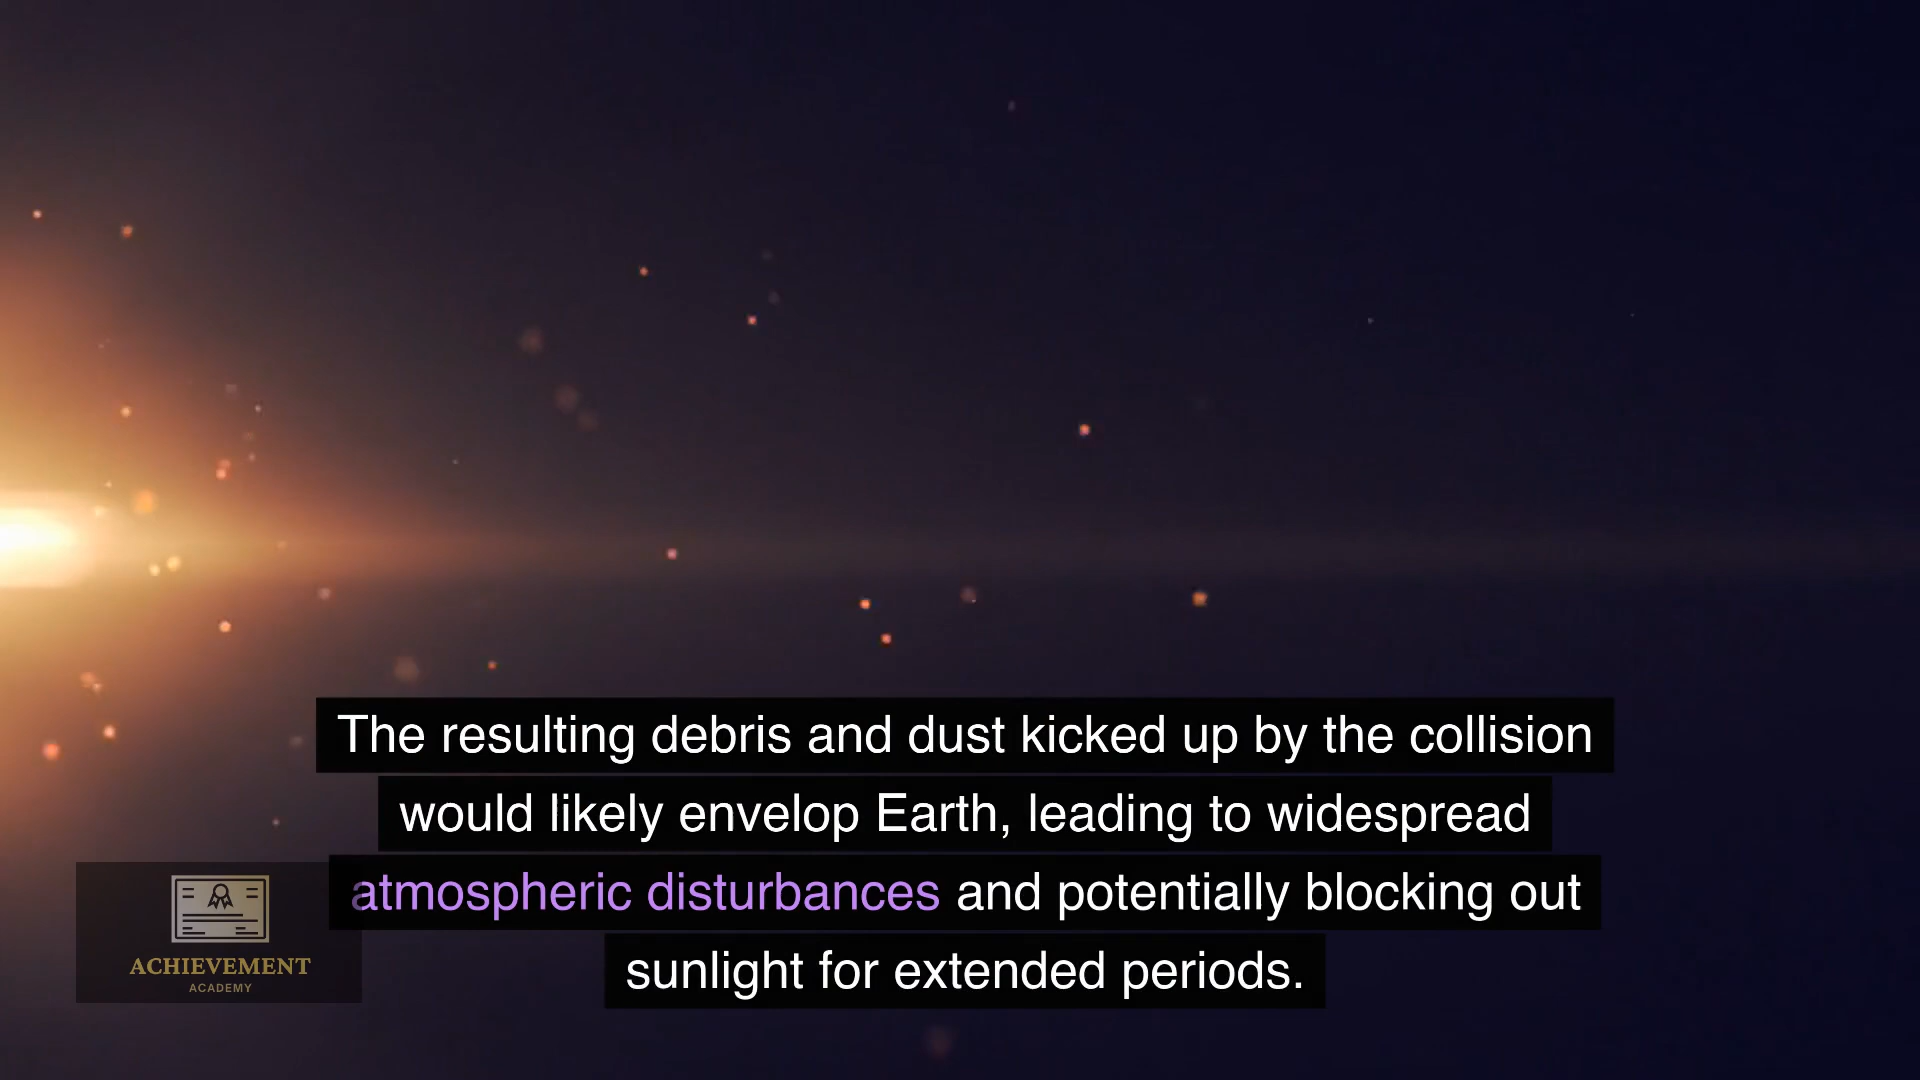 The resulting debris and dust kicked up by the collision
would likely envelop Earth, leading to widespread
atmospheric disturbances and potentially blocking out
sunlight for extended periods.
ACHIEVEMENT
ACADEMY